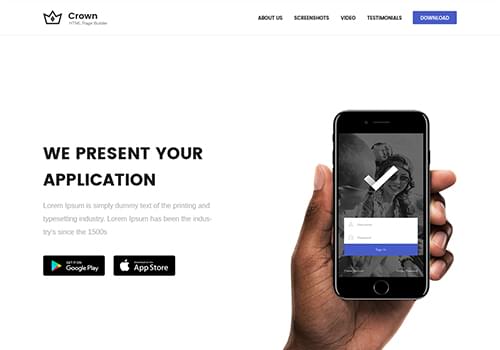 Crown
HTML Page Builder
ABOUT US
SCREENSHOTS
VIDEO
TESTIMONIALS
DOWNLOAD
WE PRESENT YOUR
APPLICATION
Lorem Ipsum is simply dummy text of the printing and
typesetting industry. Lorem Ipsum has been the indus-
try's since the 1500s
GET IT ON
Google Play
Download on the
App Store
Username
Password
Sign In